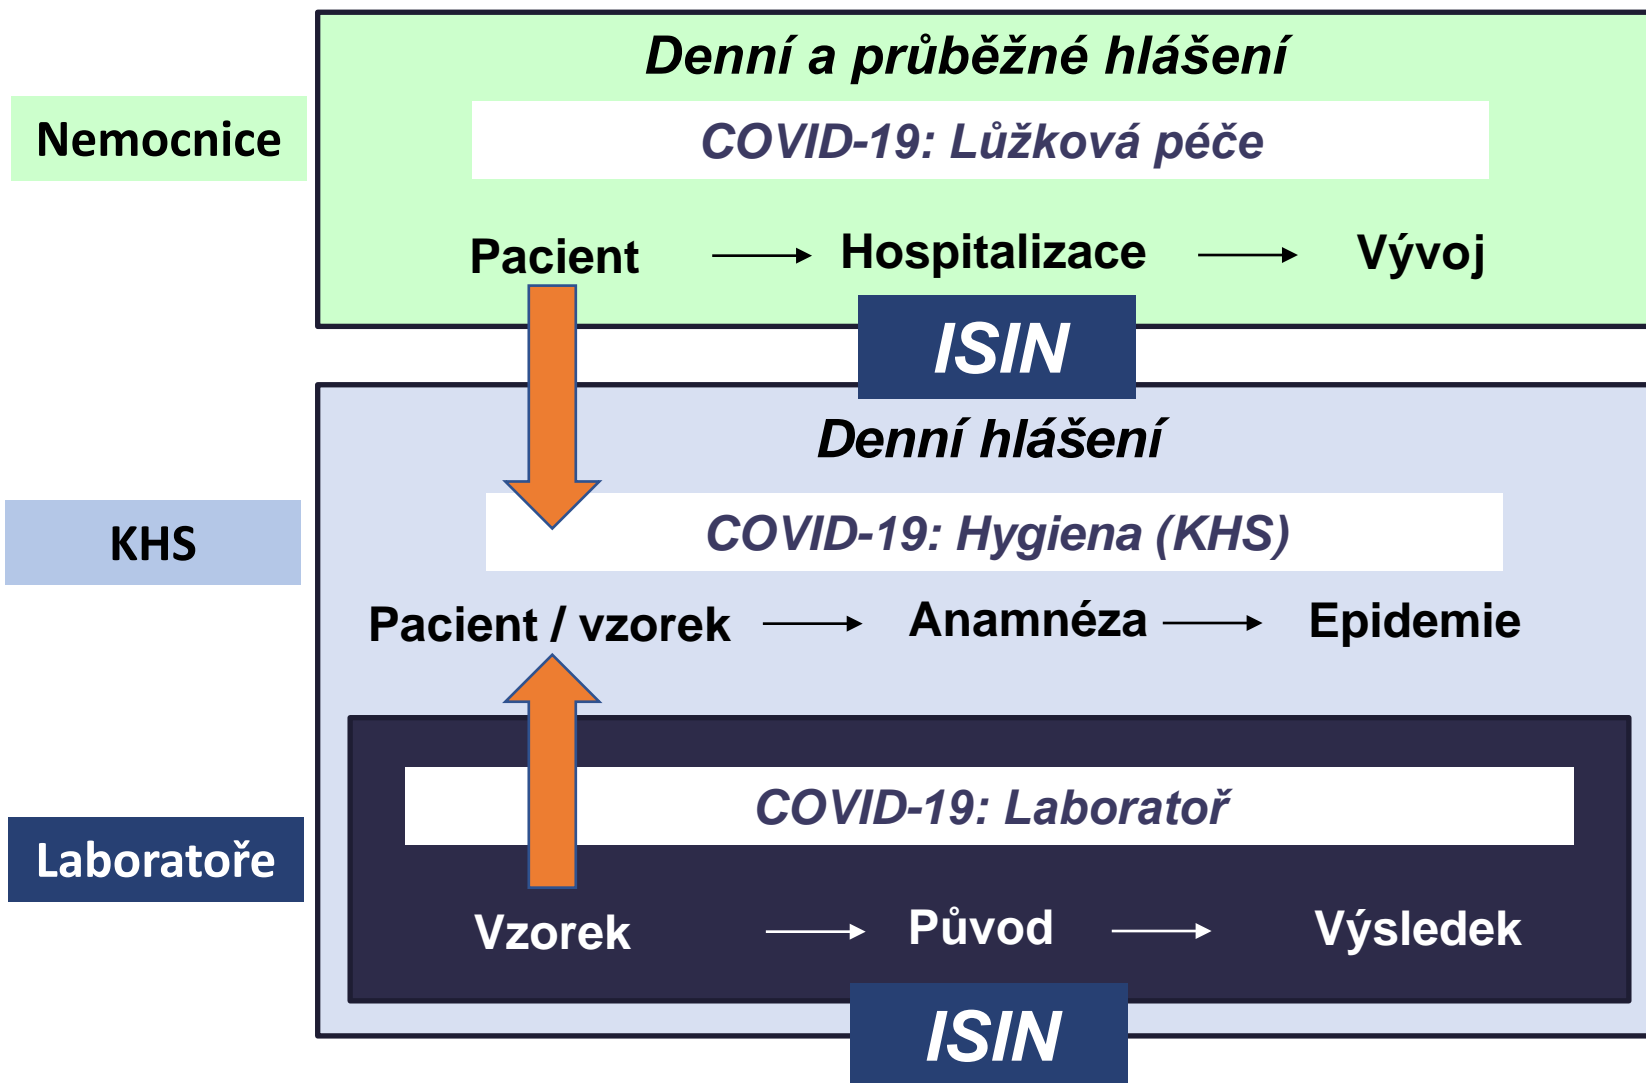 Denní a průběžné hlášení
Nemocnice
COVID-19: Lůžková péče
Pacient
Hospitalizace
Vývoj
ISIN
Denní hlášení
KHS
COVID-19: Hygiena (KHS)
Pacient / vzorek
Anamnéza
Epidemie
COVID-19: Laboratoř
Laboratoře
Vzorek
Původ
Výsledek
ISIN